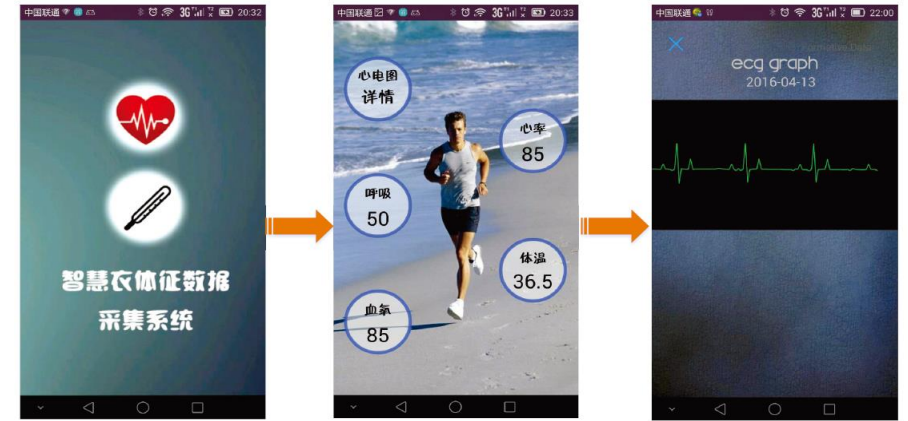 中国联通
3G
20:32
智慧衣体征数据
采集系统
中国联通
3G
20:33
心电图
详情
心率
85
呼吸
50
体温
36.5
血氧
85
中国联通
3G
22:00
ecg graph
2016-04-13